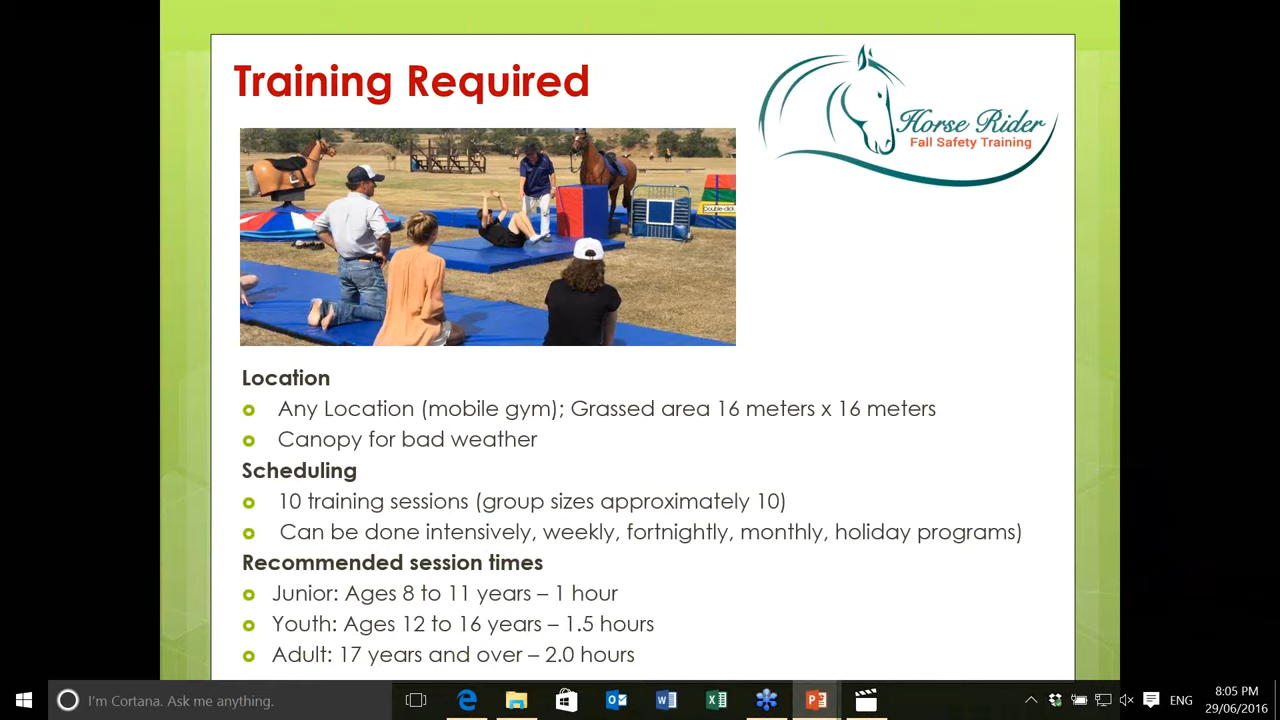 Training Required
Horse Rider
Fall Safety Training
Double-click
Location
Any Location (mobile gym); Grassed area 16 meters x 16 meters
Canopy for bad weather
Scheduling
10 training sessions (group sizes approximately 10)
Can be done intensively, weekly, fortnightly, monthly, holiday programs)
Recommended session times
Junior: Ages 8 to 11 years – 1 hour
Youth: Ages 12 to 16 years – 1.5 hours
Adult: 17 years and over – 2.0 hours
I'm Cortana. Ask me anything.
ENG
8:05 PM
29/06/2016